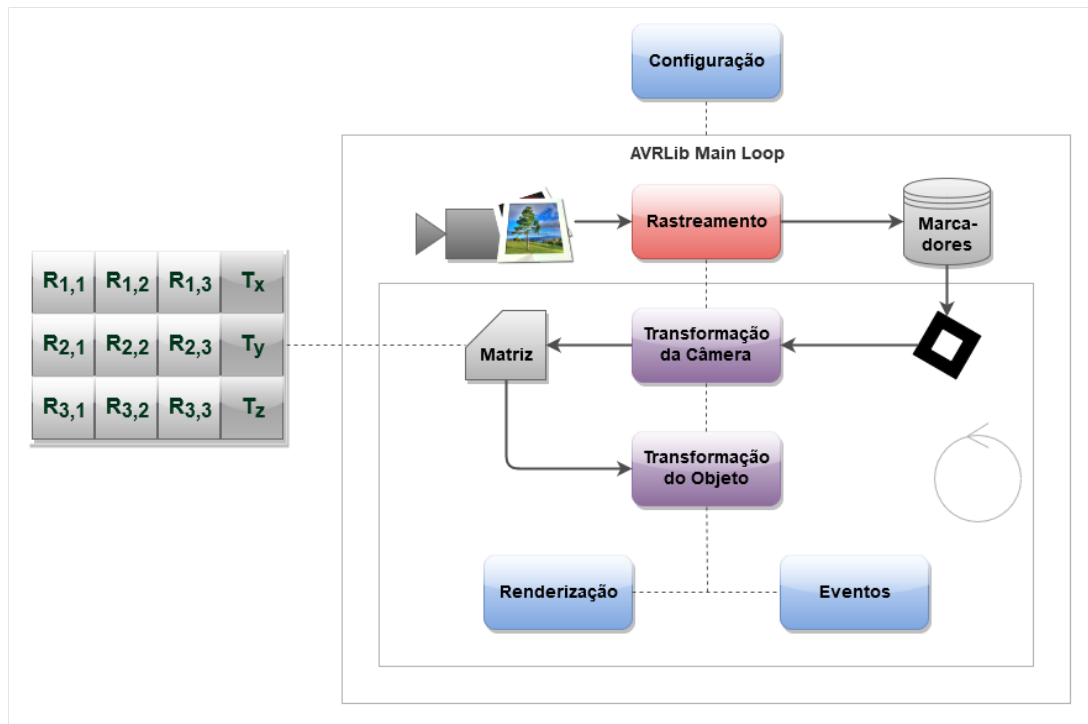 Configuração
AVRLib Main Loop
Rastreamento
Marca-
dores
R1,1 R1,2 R1,3 Tx
R2,1 R2,2 R2,3 Ty
R3,1 R3,2 R3,3 Tz
Matriz
Transformação
da Câmera
Transformação
do Objeto
Renderização
Eventos